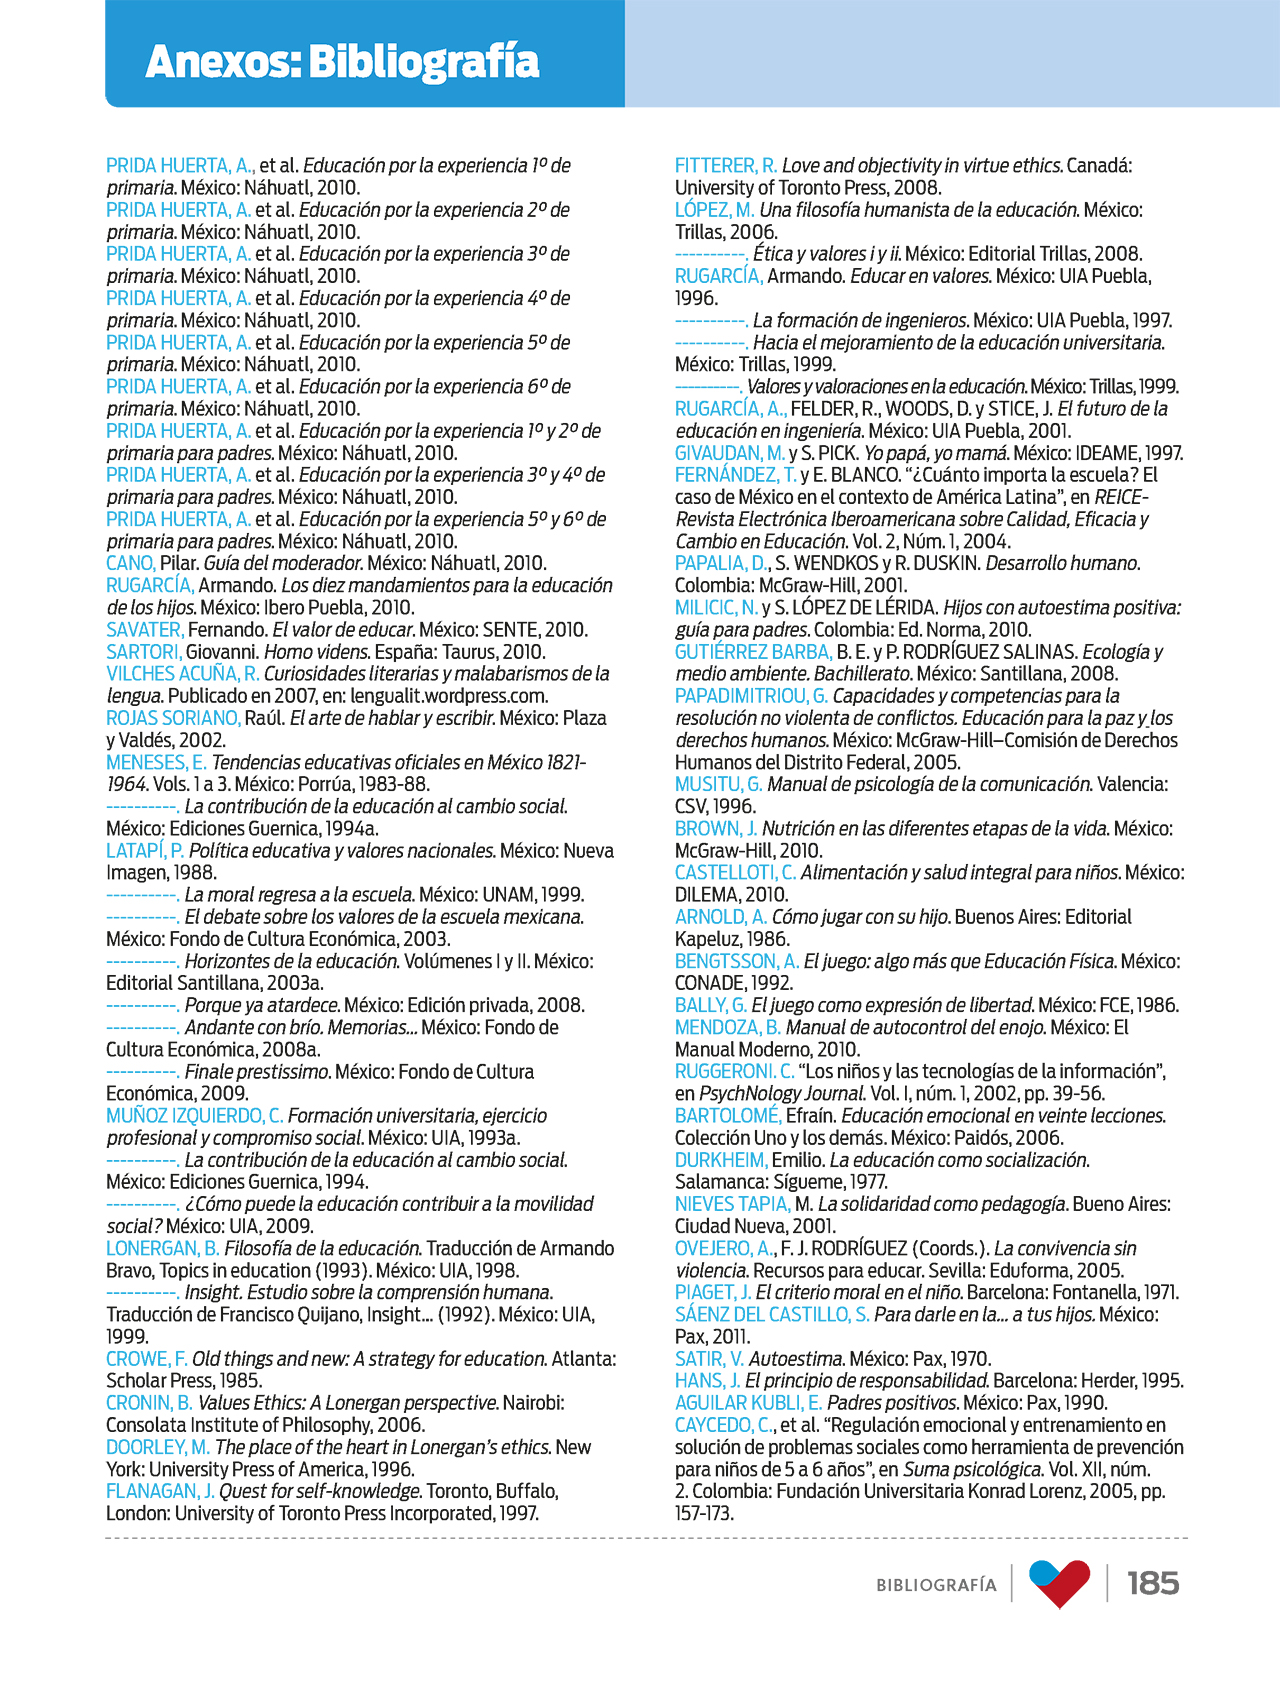 Anexos: Bibliografía
PRIDA HUERTA, A., et al. Educación por la experiencia 1º de
primaria. México: Náhuatl, 2010.
PRIDA HUERTA, A. et al. Educación por la experiencia 2º de
primaria. México: Náhuatl, 2010.
PRIDA HUERTA, A. et al. Educación por la experiencia 3º de
primaria. México: Náhuatl, 2010.
PRIDA HUERTA, A. et al. Educación por la experiencia 4º de
primaria. México: Náhuatl, 2010.
PRIDA HUERTA, A. et al. Educación por la experiencia 5º de
primaria. México: Náhuatl, 2010.
PRIDA HUERTA, A. et al. Educación por la experiencia 6º de
primaria. México: Náhuatl, 2010.
PRIDA HUERTA, A. et al. Educación por la experiencia 1º y 2º de
primaria para padres. México: Náhuatl, 2010.
PRIDA HUERTA, A. et al. Educación por la experiencia 3º y 4º de
primaria para padres. México: Náhuatl, 2010.
PRIDA HUERTA, A. et al. Educación por la experiencia 5º y 6º de
primaria para padres. México: Náhuatl, 2010.
CANO, Pilar. Guía del moderador. México: Náhuatl, 2010.
RUGARCÍA, Armando. Los diez mandamientos para la educación
de los hijos. México: Ibero Puebla, 2010.
SAVATER, Fernando. El valor de educar. México: SENTE, 2010.
SARTORI, Giovanni. Homo videns. España: Taurus, 2010.
VILCHES ACUÑA, R. Curiosidades literarias y malabarismos de la
lengua. Publicado en 2007, en: lengualit.wordpress.com.
ROJAS SORIANO, Raúl. El arte de hablar y escribir. México: Plaza
y Valdés, 2002.
MENESES, E. Tendencias educativas oficiales en México 1821-
1964. Vols. 1 a 3. México: Porrúa, 1983-88.
----------. La contribución de la educación al cambio social.
México: Ediciones Guernica, 1994a.
LATAPÍ, P. Política educativa y valores nacionales. México: Nueva
Imagen, 1988.
----------. La moral regresa a la escuela. México: UNAM, 1999.
----------. El debate sobre los valores de la escuela mexicana.
México: Fondo de Cultura Económica, 2003.
----------. Horizontes de la educación. Volúmenes I y II. México:
Editorial Santillana, 2003a.
----------. Porque ya atardece. México: Edición privada, 2008.
----------. Andante con brío. Memorias... México: Fondo de
Cultura Económica, 2008a.
----------. Finale prestissimo. México: Fondo de Cultura
Económica, 2009.
MUÑOZ IZQUIERDO, C. Formación universitaria, ejercicio
profesional y compromiso social. México: UIA, 1993a.
----------. La contribución de la educación al cambio social.
México: Ediciones Guernica, 1994.
----------. ¿Cómo puede la educación contribuir a la movilidad
social? México: UIA, 2009.
LONERGAN, B. Filosofía de la educación. Traducción de Armando
Bravo, Topics in education (1993). México: UIA, 1998.
----------. Insight. Estudio sobre la comprensión humana.
Traducción de Francisco Quijano, Insight... (1992). México: UIA,
1999.
CROWE, F. Old things and new: A strategy for education. Atlanta:
Scholar Press, 1985.
CRONIN, B. Values Ethics: A Lonergan perspective. Nairobi:
Consolata Institute of Philosophy, 2006.
DOORLEY, M. The place of the heart in Lonergan's ethics. New
York: University Press of America, 1996.
FLANAGAN, J. Quest for self-knowledge. Toronto, Buffalo,
London: University of Toronto Press Incorporated, 1997.
FITTERER, R. Love and objectivity in virtue ethics. Canadá:
University of Toronto Press, 2008.
LÓPEZ, M. Una filosofía humanista de la educación. México:
Trillas, 2006.
----------. Ética y valores i y ii. México: Editorial Trillas, 2008.
RUGARCÍA, Armando. Educar en valores. México: UIA Puebla,
1996.
----------. La formación de ingenieros. México: UIA Puebla, 1997.
----------. Hacia el mejoramiento de la educación universitaria.
México: Trillas, 1999.
----------. Valores y valoraciones en la educación. México: Trillas, 1999.
RUGARCÍA, A., FELDER, R., WOODS, D. y STICE, J. El futuro de la
educación en ingeniería. México: UIA Puebla, 2001.
GIVAUDAN, M. y S. PICK. Yo papá, yo mamá. México: IDEAME, 1997.
FERNÁNDEZ, T. y E. BLANCO. “¿Cuánto importa la escuela? El
caso de México en el contexto de América Latina”, en REICE-
Revista Electrónica Iberoamericana sobre Calidad, Eficacia y
Cambio en Educación. Vol. 2, Núm. 1, 2004.
PAPALIA, D., S. WENDKOS y R. DUSKIN. Desarrollo humano.
Colombia: McGraw-Hill, 2001.
MILICIC, N. y S. LÓPEZ DE LÉRIDA. Hijos con autoestima positiva:
guía para padres. Colombia: Ed. Norma, 2010.
GUTIÉRREZ BARBA, B. E. y P. RODRÍGUEZ SALINAS. Ecología y
medio ambiente. Bachillerato. México: Santillana, 2008.
PAPADIMITRIOU, G. Capacidades y competencias para la
resolución no violenta de conflictos. Educación para la paz y los
derechos humanos. México: McGraw-Hill–Comisión de Derechos
Humanos del Distrito Federal, 2005.
MUSITU, G. Manual de psicología de la comunicación. Valencia:
CSV, 1996.
BROWN, J. Nutrición en las diferentes etapas de la vida. México:
McGraw-Hill, 2010.
CASTELLOTI, C. Alimentación y salud integral para niños. México:
DILEMA, 2010.
ARNOLD, A. Cómo jugar con su hijo. Buenos Aires: Editorial
Kapeluz, 1986.
BENGTSSON, A. El juego: algo más que Educación Física. México:
CONADE, 1992.
BALLY, G. El juego como expresión de libertad. México: FCE, 1986.
MENDOZA, B. Manual de autocontrol del enojo. México: El
Manual Moderno, 2010.
RUGGERONI. C. “Los niños y las tecnologías de la información”,
en PsychNology Journal. Vol. I, núm. 1, 2002, pp. 39-56.
BARTOLOMÉ, Efraín. Educación emocional en veinte lecciones.
Colección Uno y los demás. México: Paidós, 2006.
DURKHEIM, Emilio. La educación como socialización.
Salamanca: Sígueme, 1977.
NIEVES TAPIA, M. La solidaridad como pedagogía. Bueno Aires:
Ciudad Nueva, 2001.
OVEJERO, A., F. J. RODRÍGUEZ (Coords.). La convivencia sin
violencia. Recursos para educar. Sevilla: Eduforma, 2005.
PIAGET, J. El criterio moral en el niño. Barcelona: Fontanella, 1971.
SÁENZ DEL CASTILLO, S. Para darle en la... a tus hijos. México:
Pax, 2011.
SATIR, V. Autoestima. México: Pax, 1970.
HANS, J. El principio de responsabilidad. Barcelona: Herder, 1995.
AGUILAR KUBLI, E. Padres positivos. México: Pax, 1990.
CAYCEDO, C., et al. “Regulación emocional y entrenamiento en
solución de problemas sociales como herramienta de prevención
para niños de 5 a 6 años”, en Suma psicológica. Vol. XII, núm.
2. Colombia: Fundación Universitaria Konrad Lorenz, 2005, pp.
157-173.
BIBLIOGRAFÍA 185